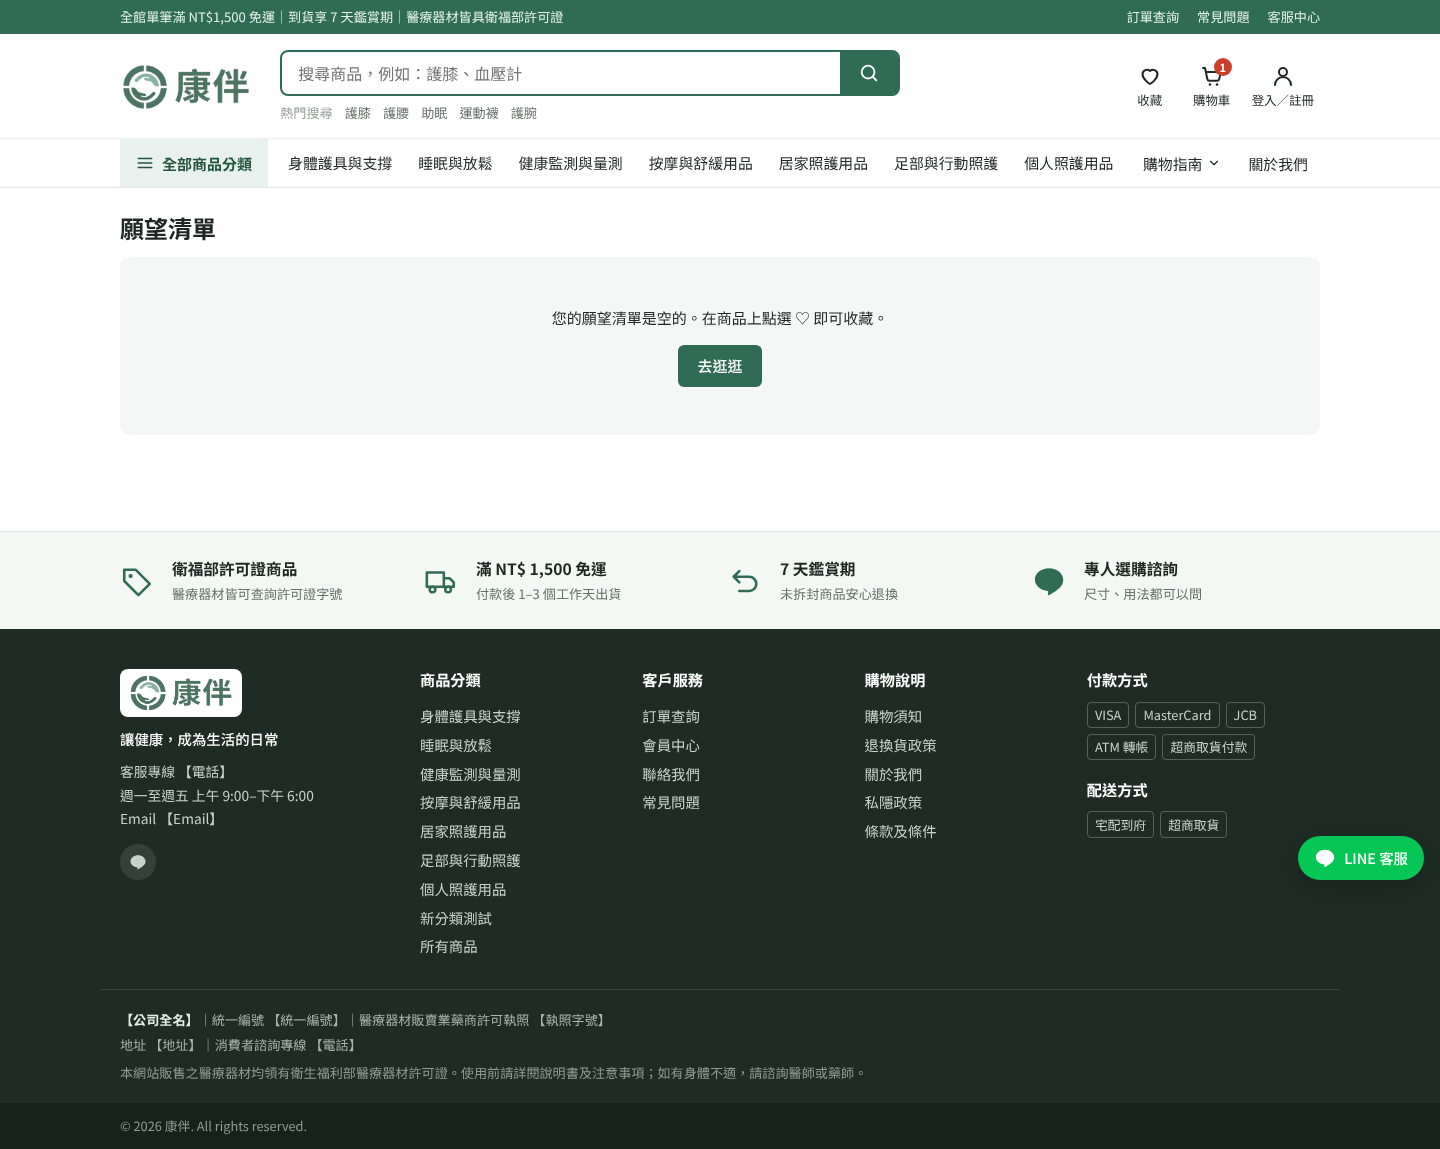 全館單筆滿 NT$1,500 免運｜到貨享 7 天鑑賞期｜醫療器材皆具衛福部許可證
訂單查詢 常見問題 客服中心
康伴
搜尋商品，例如：護膝、血壓計
熱門搜尋 護膝 護腰 助眠 運動襪 護腕
1
收藏 購物車 登入／註冊
全部商品分類 身體護具與支撐 睡眠與放鬆 健康監測與量測 按摩與舒緩用品 居家照護用品 足部與行動照護 個人照護用品 購物指南 關於我們
願望清單
您的願望清單是空的。在商品上點選 ♡ 即可收藏。
去逛逛
衛福部許可證商品
醫療器材皆可查詢許可證字號
滿 NT$ 1,500 免運
付款後 1–3 個工作天出貨
7 天鑑賞期
未拆封商品安心退換
專人選購諮詢
尺寸、用法都可以問
康伴
讓健康，成為生活的日常
客服專線 【電話】
週一至週五 上午 9:00–下午 6:00
Email 【Email】
商品分類
身體護具與支撐
睡眠與放鬆
健康監測與量測
按摩與舒緩用品
居家照護用品
足部與行動照護
個人照護用品
新分類測試
所有商品
客戶服務
訂單查詢
會員中心
聯絡我們
常見問題
購物說明
購物須知
退換貨政策
關於我們
私隱政策
條款及條件
付款方式
VISA MasterCard JCB
ATM 轉帳 超商取貨付款
配送方式
宅配到府 超商取貨
LINE 客服
【公司全名】｜統一編號 【統一編號】｜醫療器材販賣業藥商許可執照 【執照字號】
地址 【地址】｜消費者諮詢專線 【電話】
本網站販售之醫療器材均領有衛生福利部醫療器材許可證。使用前請詳閱說明書及注意事項；如有身體不適，請諮詢醫師或藥師。
© 2026 康伴. All rights reserved.